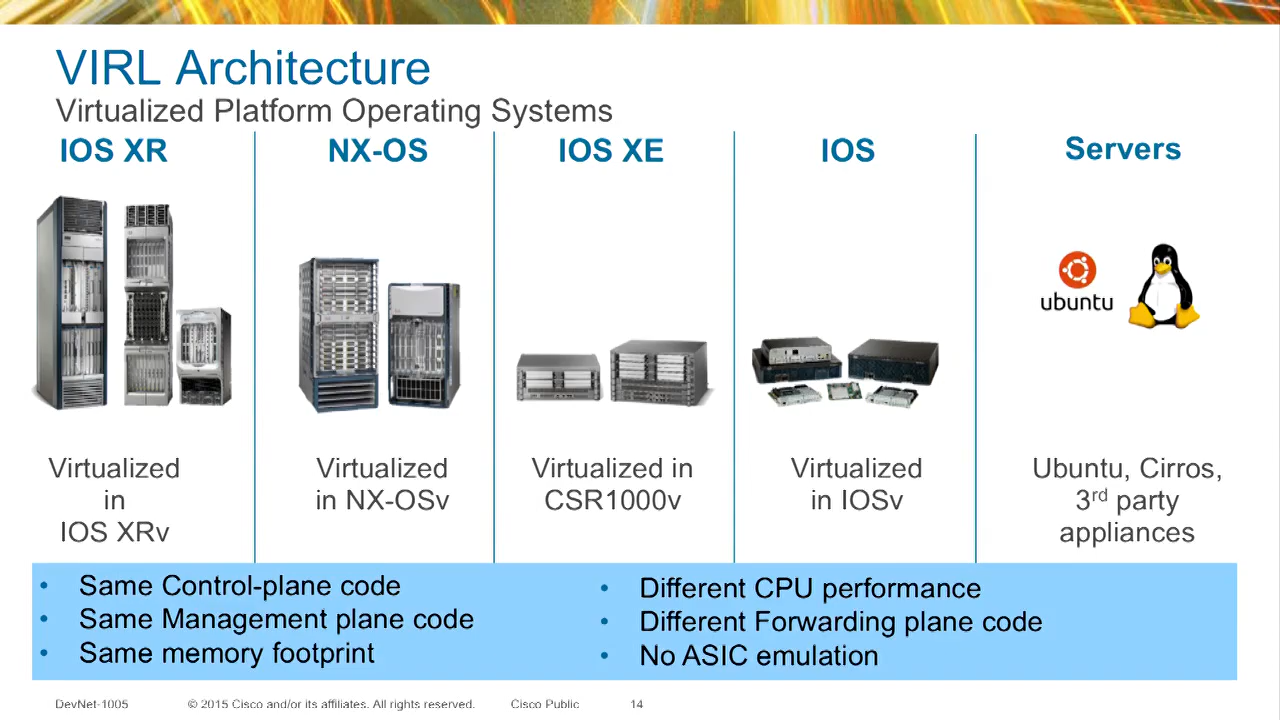 VIRL Architecture
Virtualized Platform Operating Systems
IOS XR
NX-OS
IOS XE
IOS
Servers
ubuntu
Virtualized
in
IOS XRv
Virtualized
in NX-OSv
Virtualized in
CSR1000v
Virtualized
in IOSv
Ubuntu, Cirros,
3rd party
appliances
• Same Control-plane code
• Same Management plane code
• Same memory footprint
• Different CPU performance
• Different Forwarding plane code
• No ASIC emulation
DevNet-1005 © 2015 Cisco and/or its affiliates. All rights reserved. Cisco Public 14